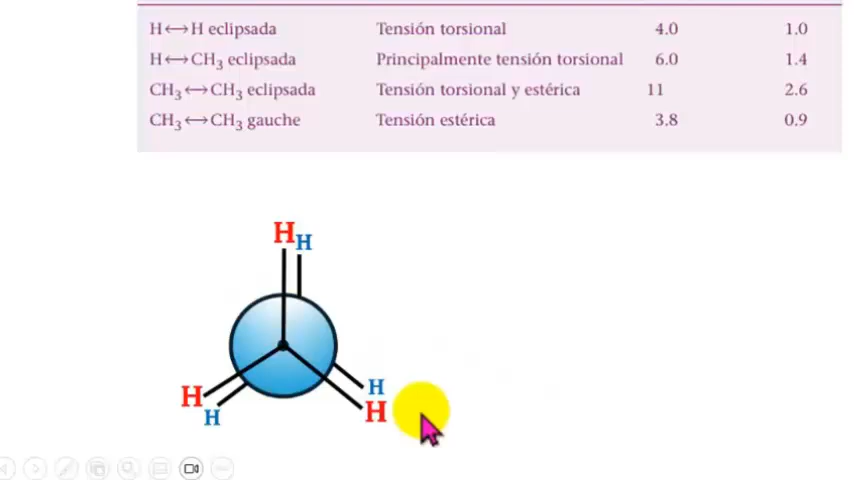 H⟷H eclipsada Tensión torsional 4.0 1.0
H⟷CH₃ eclipsada Principalmente tensión torsional 6.0 1.4
CH₃⟷CH₃ eclipsada Tensión torsional y estérica 11 2.6
CH₃⟷CH₃ gauche Tensión estérica 3.8 0.9
H H
H H
H H